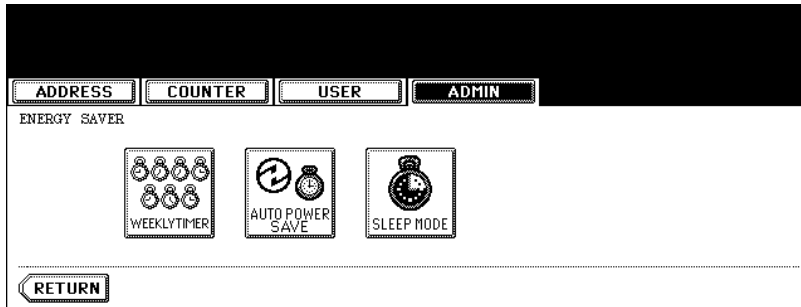 ADDRESS COUNTER USER ADMIN
ENERGY SAVER
WEEKLYTIMER AUTO POWER SAVE SLEEP MODE
RETURN